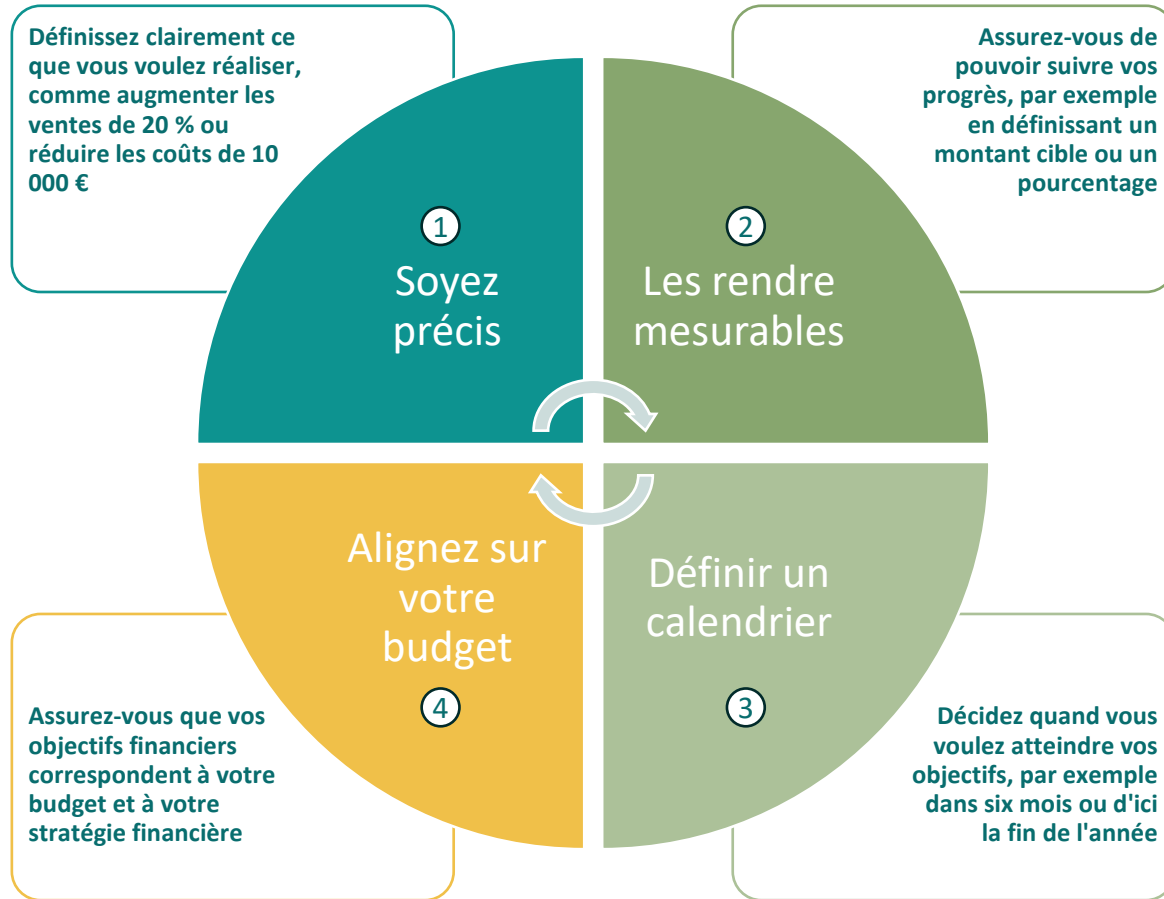 Définissez clairement ce
que vous voulez réaliser,
comme augmenter les
ventes de 20 % ou
réduire les coûts de 10
000 €
Assurez-vous de
pouvoir suivre vos
progrès, par exemple
en définissant un
montant cible ou un
pourcentage
1
Soyez
précis
2
Les rendre
mesurables
Alignez sur
votre
budget
4
Définir un
calendrier
3
Assurez-vous que vos
objectifs financiers
correspondent à votre
budget et à votre
stratégie financière
Décidez quand vous
voulez atteindre vos
objectifs, par exemple
dans six mois ou d'ici
la fin de l'année